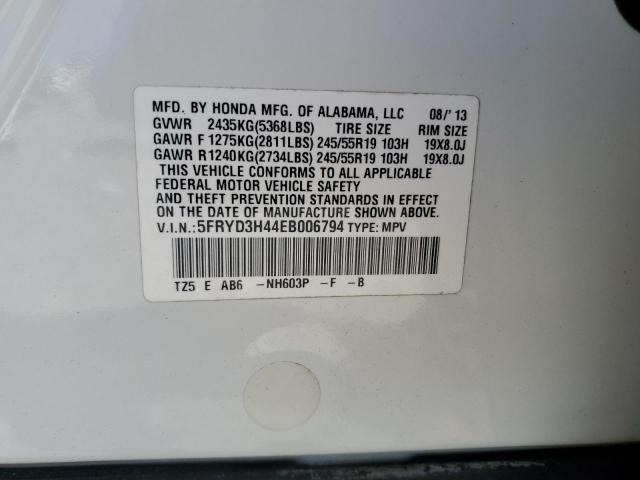 MFD. BY HONDA MFG. OF ALABAMA, LLC 08/'13
GVWR 2435KG(5368LBS) TIRE SIZE RIM SIZE
GAWR F 1275KG(2811LBS) 245/55R19 103H 19X8.0J
GAWR R 1240KG(2734LBS) 245/55R19 103H 19X8.0J
THIS VEHICLE CONFORMS TO ALL APPLICABLE
FEDERAL MOTOR VEHICLE SAFETY
AND THEFT PREVENTION STANDARDS IN EFFECT
ON THE DATE OF MANUFACTURE SHOWN ABOVE.
V.I.N.:5FRYD3H44EB006794 TYPE: MPV
TZ5 E AB6 -NH603P -F -B